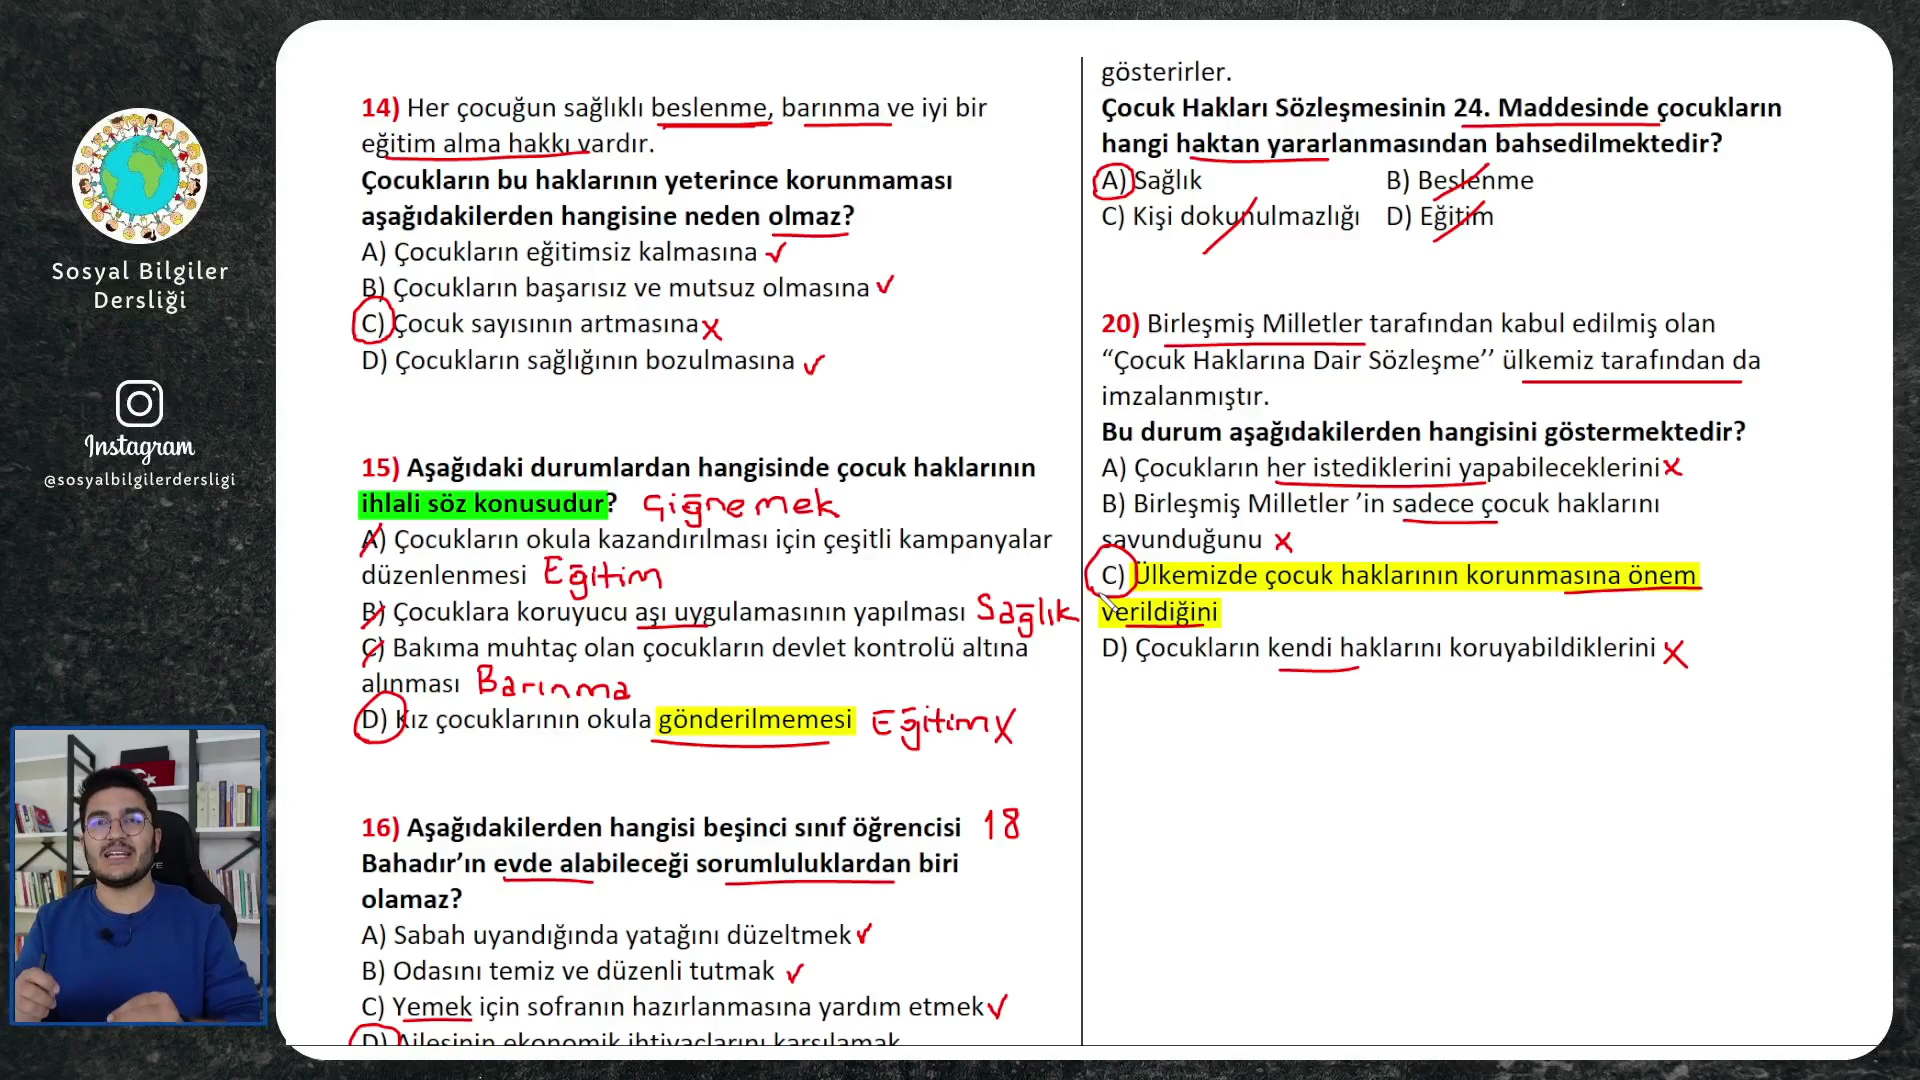 Sosyal Bilgiler
Dersliği
Instagram
@sosyalbilgilerdersligi
14) Her çocuğun sağlıklı beslenme, barınma ve iyi bir
eğitim alma hakkı vardır.
Çocukların bu haklarının yeterince korunmaması
aşağıdakilerden hangisine neden olmaz?
A) Çocukların eğitimsiz kalmasına
B) Çocukların başarısız ve mutsuz olmasına
C) Çocuk sayısının artmasına
D) Çocukların sağlığının bozulmasına
15) Aşağıdaki durumlardan hangisinde çocuk haklarının
ihlali söz konusudur? Çiğnemek
A) Çocukların okula kazandırılması için çeşitli kampanyalar
düzenlenmesi Eğitim
B) Çocuklara koruyucu aşı uygulamasının yapılması Sağlık
C) Bakıma muhtaç olan çocukların devlet kontrolü altına
alınması Barınma
D) Kız çocuklarının okula gönderilmemesi Eğitim X
16) Aşağıdakilerden hangisi beşinci sınıf öğrencisi 18
Bahadır’ın evde alabileceği sorumluluklardan biri
olamaz?
A) Sabah uyandığında yatağını düzeltmek
B) Odasını temiz ve düzenli tutmak
C) Yemek için sofranın hazırlanmasına yardım etmek
D) Ailesinin ekonomik ihtiyaçlarını karşılamak
gösterirler.
Çocuk Hakları Sözleşmesinin 24. Maddesinde çocukların
hangi haktan yararlanmasından bahsedilmektedir?
A) Sağlık B) Beslenme
C) Kişi dokunulmazlığı D) Eğitim
20) Birleşmiş Milletler tarafından kabul edilmiş olan
“Çocuk Haklarına Dair Sözleşme’’ ülkemiz tarafından da
imzalanmıştır.
Bu durum aşağıdakilerden hangisini göstermektedir?
A) Çocukların her istediklerini yapabileceklerini
B) Birleşmiş Milletler ’in sadece çocuk haklarını
savunduğunu
C) Ülkemizde çocuk haklarının korunmasına önem
verildiğini
D) Çocukların kendi haklarını koruyabildiklerini